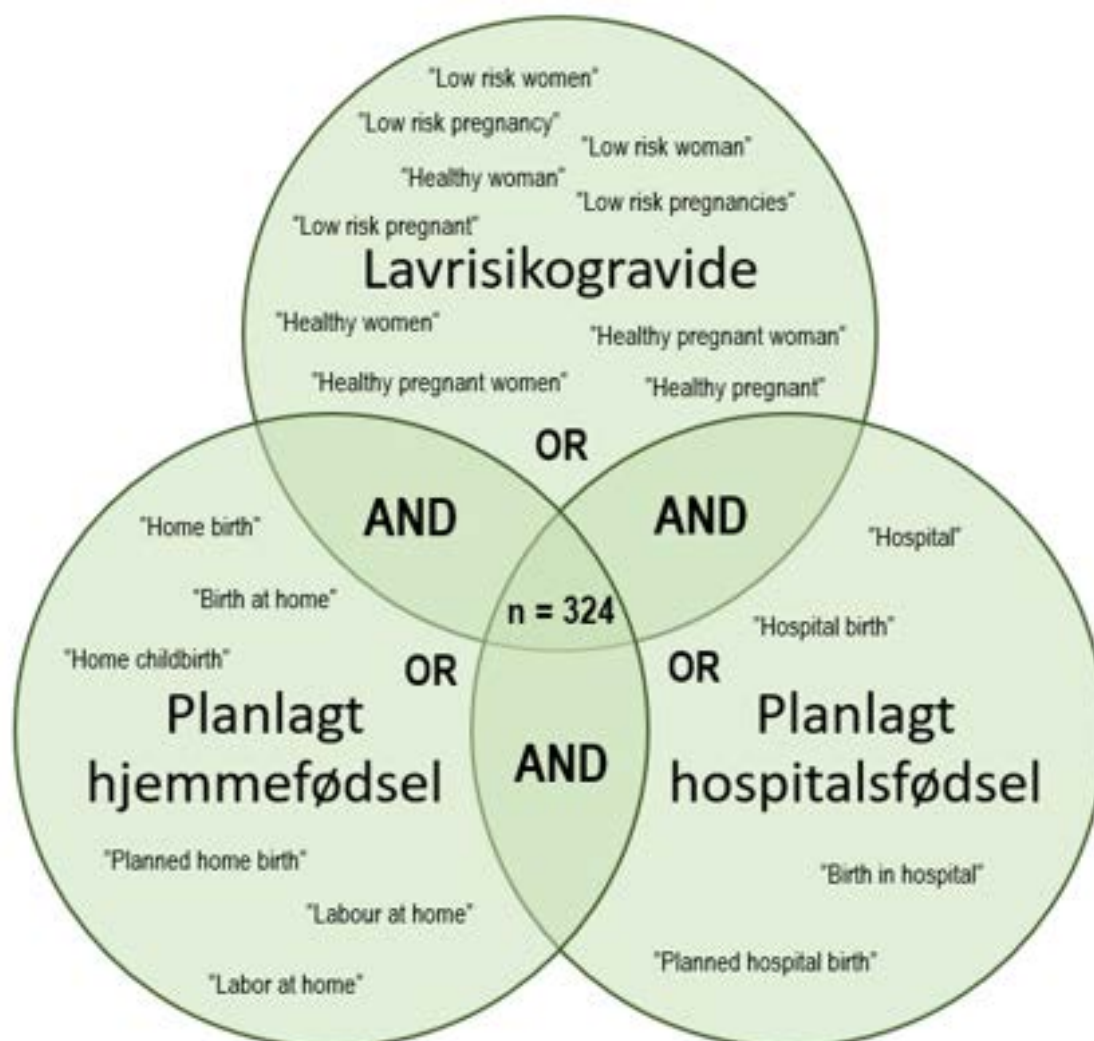 "Low risk women"
"Low risk pregnancy"
"Low risk woman"
"Healthy woman"
"Low risk pregnancies"
"Low risk pregnant"
Lavrisikogravide
"Healthy women"
"Healthy pregnant woman"
"Healthy pregnant women"
"Healthy pregnant"
OR
AND
AND
"Home birth"
"Hospital"
"Birth at home"
n = 324
"Hospital birth"
"Home childbirth"
OR
OR
Planlagt
hjemmefødsel
AND
Planlagt
hospitalsfødsel
"Planned home birth"
"Birth in hospital"
"Labour at home"
"Planned hospital birth"
"Labor at home"